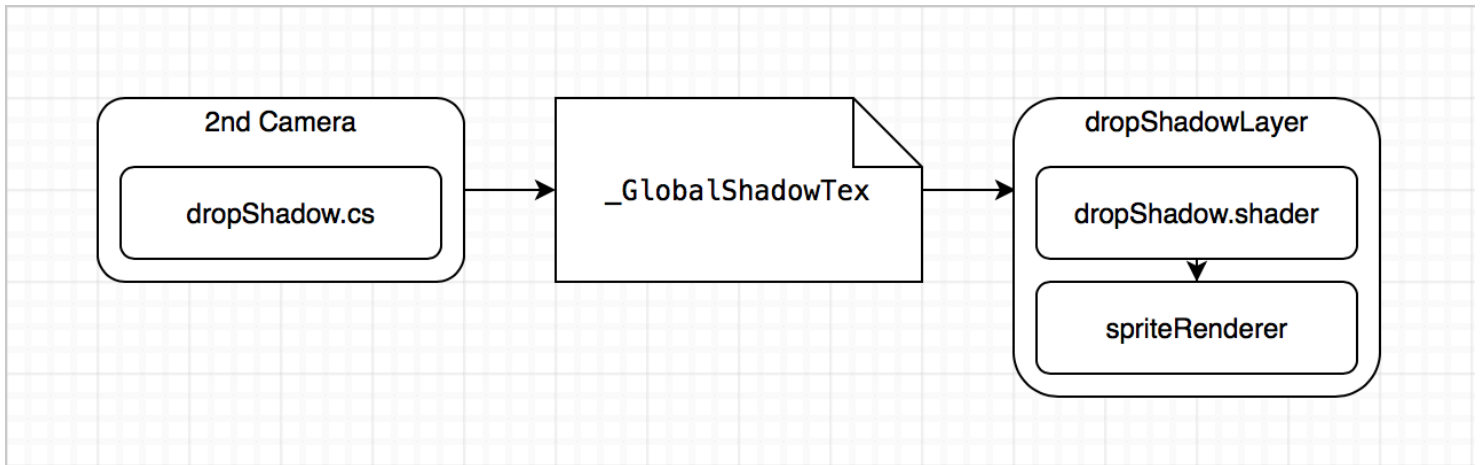 2nd Camera
dropShadow.cs
_GlobalShadowTex
dropShadowLayer
dropShadow.shader
spriteRenderer